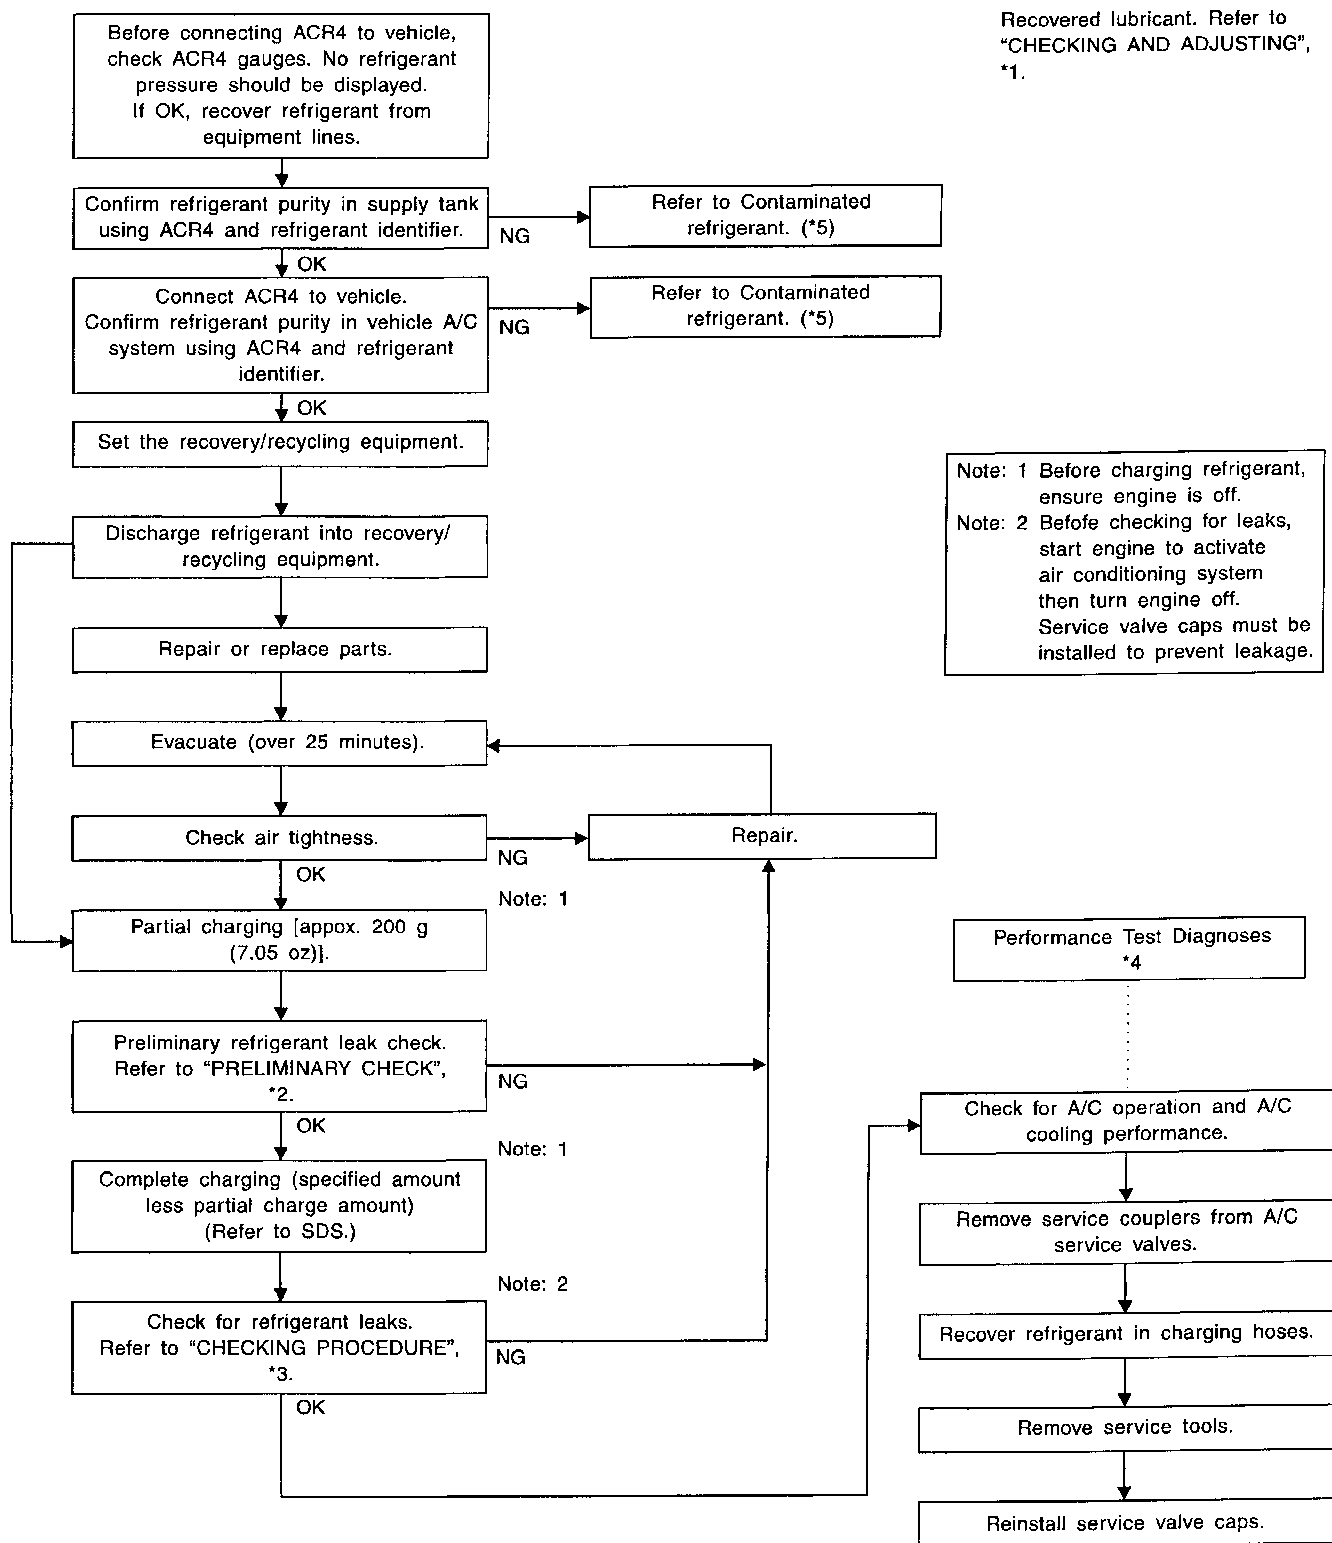 Before connecting ACR4 to vehicle,
check ACR4 gauges. No refrigerant
pressure should be displayed.
If OK, recover refrigerant from
equipment lines.
Recovered lubricant. Refer to
“CHECKING AND ADJUSTING”,
*1.
Confirm refrigerant purity in supply tank
using ACR4 and refrigerant identifier.
NG
Refer to Contaminated
refrigerant. (*5)
OK
Connect ACR4 to vehicle.
Confirm refrigerant purity in vehicle A/C
system using ACR4 and refrigerant
identifier.
NG
Refer to Contaminated
refrigerant. (*5)
OK
Set the recovery/recycling equipment.
Note: 1 Before charging refrigerant,
ensure engine is off.
Note: 2 Befofe checking for leaks,
start engine to activate
air conditioning system
then turn engine off.
Service valve caps must be
installed to prevent leakage.
Discharge refrigerant into recovery/
recycling equipment.
Repair or replace parts.
Evacuate (over 25 minutes).
Check air tightness.
NG
Repair.
OK
Note: 1
Partial charging [appox. 200 g
(7.05 oz)].
Preliminary refrigerant leak check.
Refer to “PRELIMINARY CHECK”,
*2.
NG
OK
Note: 1
Complete charging (specified amount
less partial charge amount)
(Refer to SDS.)
Note: 2
Check for refrigerant leaks.
Refer to “CHECKING PROCEDURE”,
*3.
NG
OK
Performance Test Diagnoses
*4
Check for A/C operation and A/C
cooling performance.
Remove service couplers from A/C
service valves.
Recover refrigerant in charging hoses.
Remove service tools.
Reinstall service valve caps.